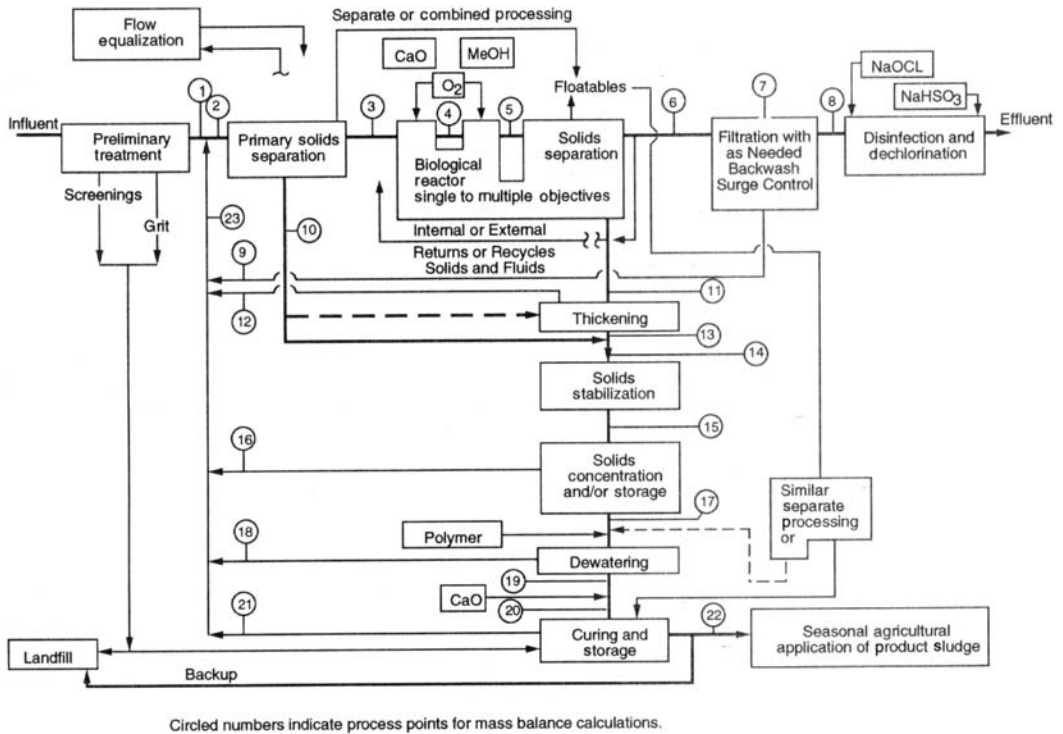 Flow
equalization
Separate or combined processing
CaO
MeOH
O2
Floatables
NaOCL
NaHSO3
Influent
1
2
3
4
5
6
7
8
Effluent
Preliminary
treatment
Primary solids
separation
Biological
reactor
single to multiple objectives
Solids
separation
Filtration with
as Needed
Backwash
Surge Control
Disinfection and
dechlorination
Screenings
Grit
23
10
Internal or External
Returns or Recycles
Solids and Fluids
9
11
12
Thickening
13
14
Solids
stabilization
15
16
Solids
concentration
and/or storage
17
Similar
separate
processing
or
Polymer
18
Dewatering
19
CaO
20
21
22
Curing and
storage
Seasonal agricultural
application of product sludge
Landfill
Backup
Circled numbers indicate process points for mass balance calculations.